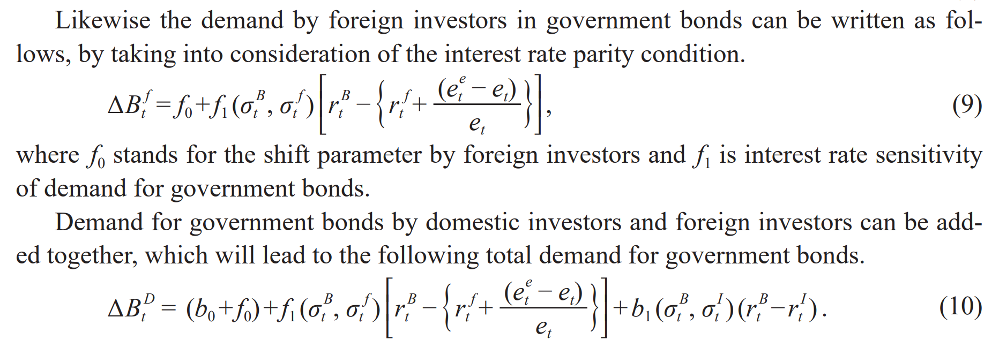 Likewise the demand by foreign investors in government bonds can be written as fol-
lows, by taking into consideration of the interest rate parity condition.
$\Delta B_t^f = f_0 + f_1(\sigma_t^B, \sigma_t^f)\left[r_t^B - \left\{r_t^f + \frac{(e_t^e - e_t)}{e_t}\right\}\right],$ (9)
where $f_0$ stands for the shift parameter by foreign investors and $f_1$ is interest rate sensitivity
of demand for government bonds.
Demand for government bonds by domestic investors and foreign investors can be add-
ed together, which will lead to the following total demand for government bonds.
$\Delta B_t^D = (b_0 + f_0) + f_1(\sigma_t^B, \sigma_t^f)\left[r_t^B - \left\{r_t^f + \frac{(e_t^e - e_t)}{e_t}\right\}\right] + b_1(\sigma_t^B, \sigma_t^I)(r_t^B - r_t^I).$ (10)